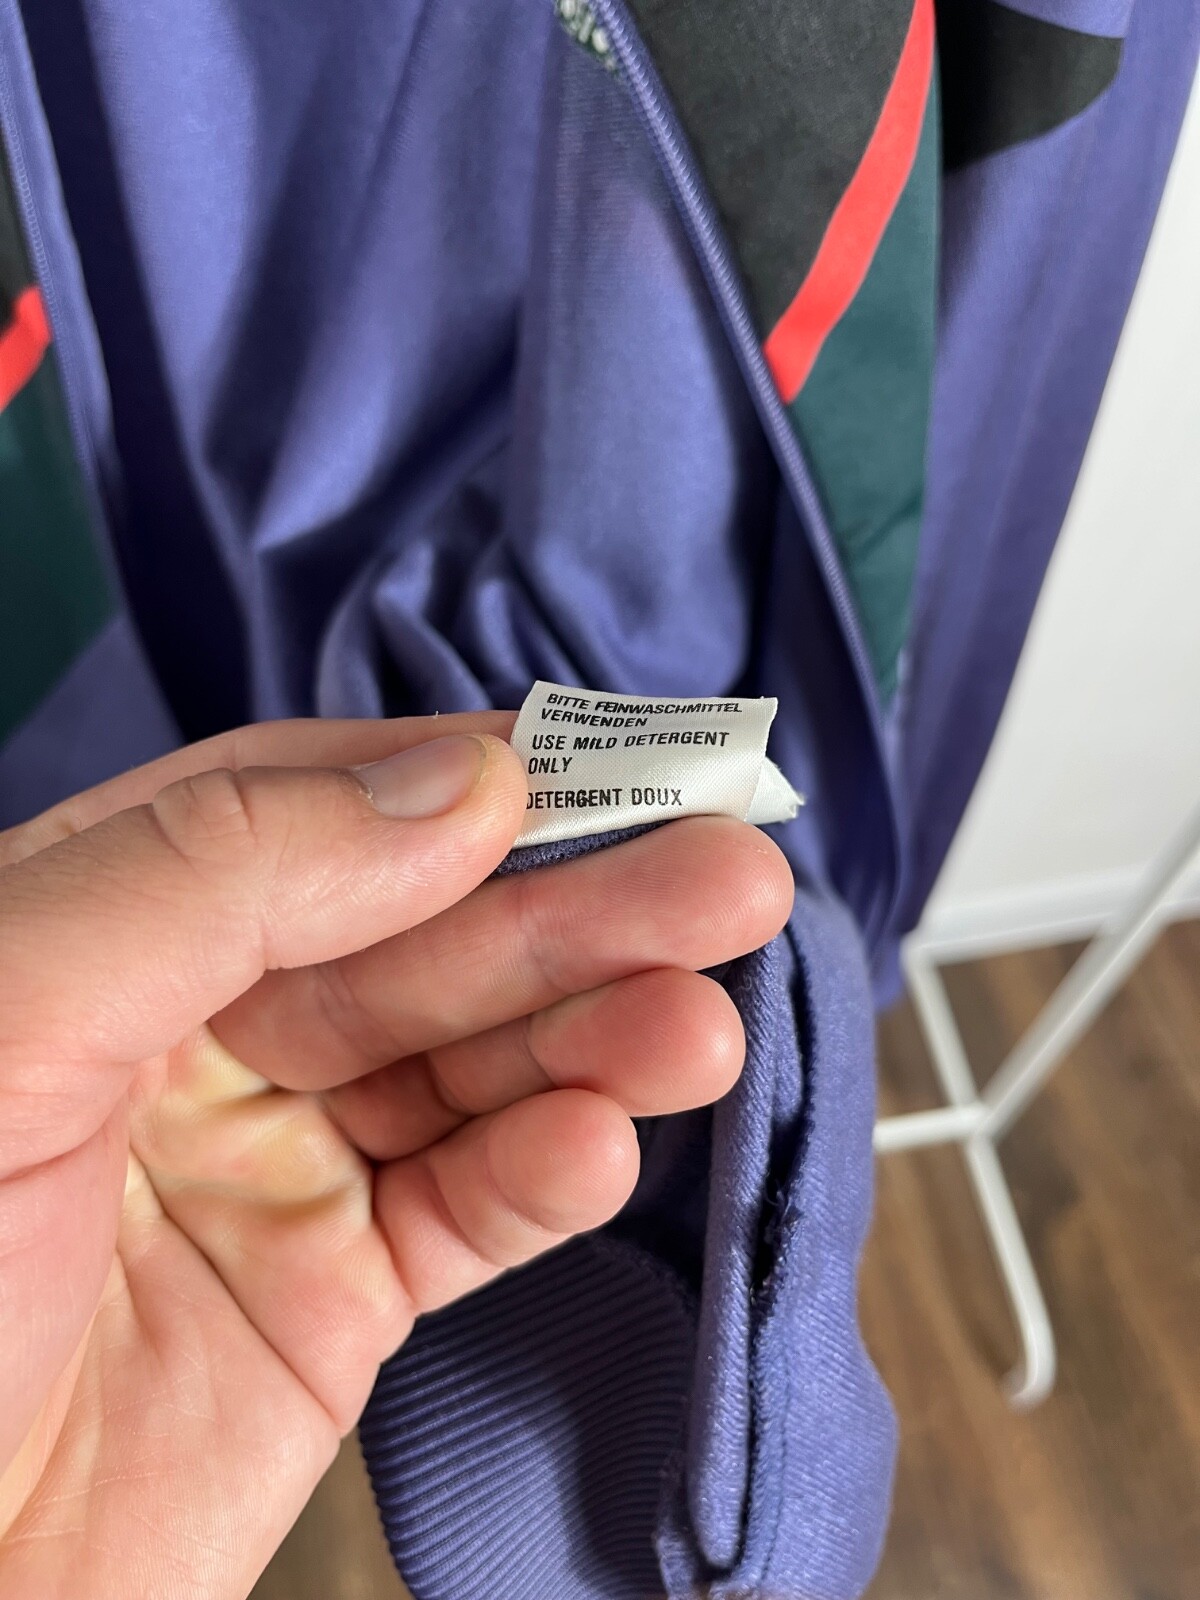 BITTE FEINWASCHMITTEL
VERWENDEN
USE MILD DETERGENT
ONLY
DETERGENT DOUX